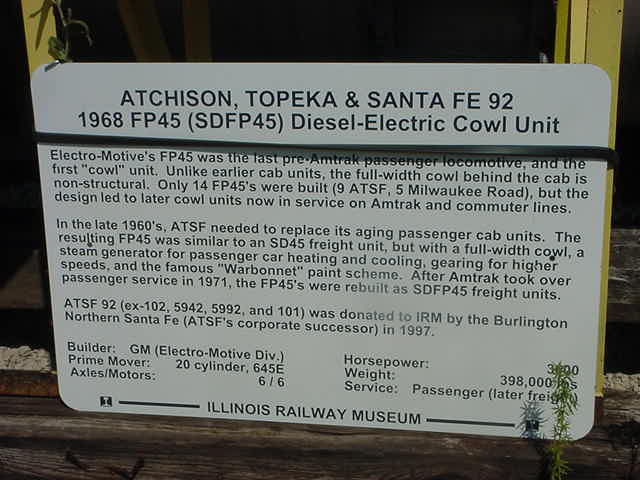 ATCHISON, TOPEKA & SANTA FE 92
1968 FP45 (SDFP45) Diesel-Electric Cowl Unit
Electro-Motive's FP45 was the last pre-Amtrak passenger locomotive, and the
first "cowl" unit. Unlike earlier cab units, the full-width cowl behind the cab is
non-structural. Only 14 FP45's were built (9 ATSF, 5 Milwaukee Road), but the
design led to later cowl units now in service on Amtrak and commuter lines.
In the late 1960's, ATSF needed to replace its aging passenger cab units. The
resulting FP45 was similar to an SD45 freight unit, but with a full-width cowl, a
steam generator for passenger car heating and cooling, gearing for higher
speeds, and the famous "Warbonnet" paint scheme. After Amtrak took over
passenger service in 1971, the FP45's were rebuilt as SDFP45 freight units.
ATSF 92 (ex-102, 5942, 5992, and 101) was donated to IRM by the Burlington
Northern Santa Fe (ATSF's corporate successor) in 1997.
Builder: GM (Electro-Motive Div.)
Prime Mover: 20 cylinder, 645E
Axles/Motors: 6 / 6
Horsepower:
Weight: 398,000
Service: Passenger (later freight)
ILLINOIS RAILWAY MUSEUM